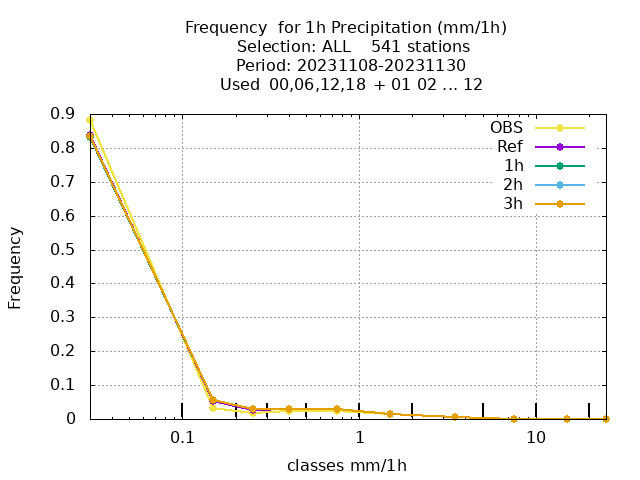 Frequency  for 1h Precipitation (mm/1h)
Selection: ALL    541 stations
Period: 20231108-20231130
Used  00,06,12,18  + 01 02 ... 12
0.9
0.8
0.7
0.6
0.5
0.4
0.3
0.2
0.1
0
Frequency
OBS
Ref
1h
2h
3h
0.1 1 10
classes mm/1h